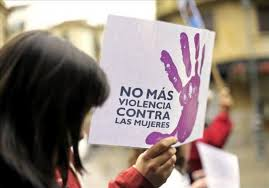 NO MÁS
VIOLENCIA
CONTRA
LAS MUJERES